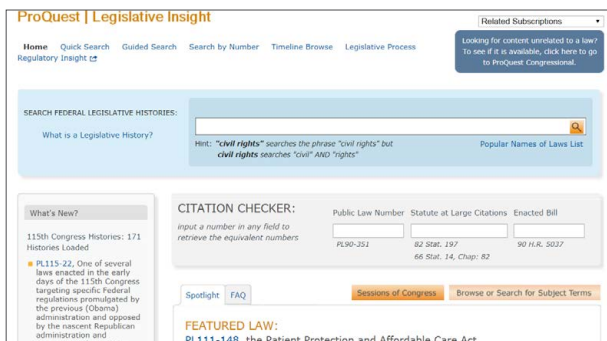 ProQuest | Legislative Insight
Related Subscriptions
Home Quick Search Guided Search Search by Number Timeline Browse Legislative Process
Regulatory Insight
Looking for content unrelated to a law?
To see if it is available, click here to go
to ProQuest Congressional.
SEARCH FEDERAL LEGISLATIVE HISTORIES:
What is a Legislative History?
Hint: "civil rights" searches the phrase "civil rights" but
civil rights searches "civil" AND "rights"
Popular Names of Laws List
What's New?
115th Congress Histories: 171
Histories Loaded
PL115-22, One of several
laws enacted in the early
days of the 115th Congress
targeting specific Federal
regulations promulgated by
the previous (Obama)
administration and opposed
by the nascent Republican
administration and
CITATION CHECKER:
input a number in any field to
retrieve the equivalent numbers
Public Law Number Statute at Large Citations Enacted Bill
PL90-351 82 Stat. 197 90 H.R. 5037
66 Stat. 14, Chap: 82
Spotlight FAQ
Sessions of Congress Browse or Search for Subject Terms
FEATURED LAW:
PL111-148, the Patient Protection and Affordable Care Act